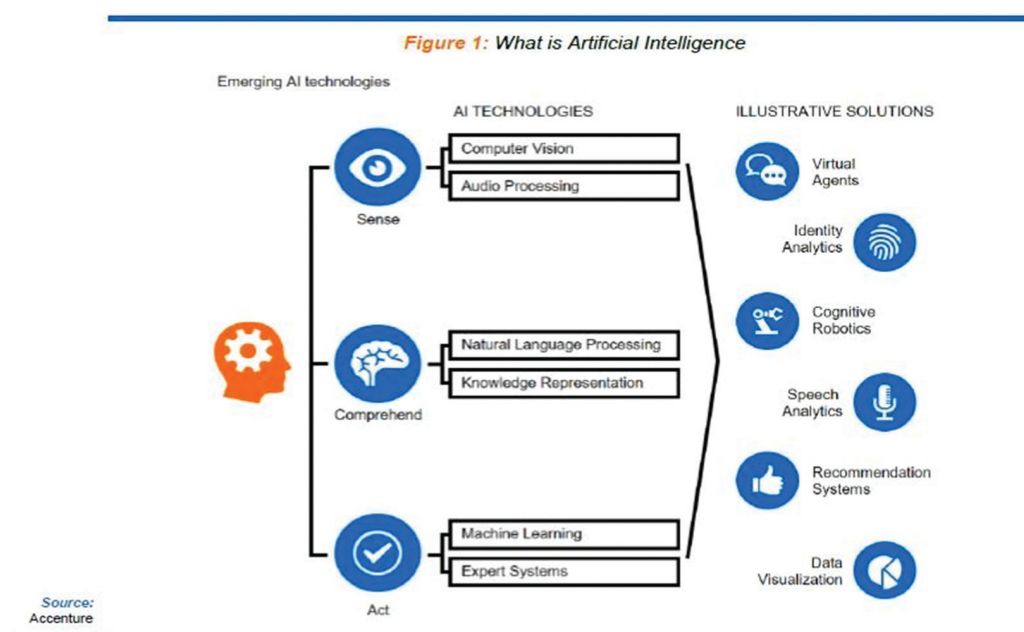 Figure 1: What is Artificial Intelligence
Emerging AI technologies
AI TECHNOLOGIES
ILLUSTRATIVE SOLUTIONS
Sense
Computer Vision
Audio Processing
Comprehend
Natural Language Processing
Knowledge Representation
Act
Machine Learning
Expert Systems
Virtual
Agents
Identity
Analytics
Cognitive
Robotics
Speech
Analytics
Recommendation
Systems
Data
Visualization
Source:
Accenture